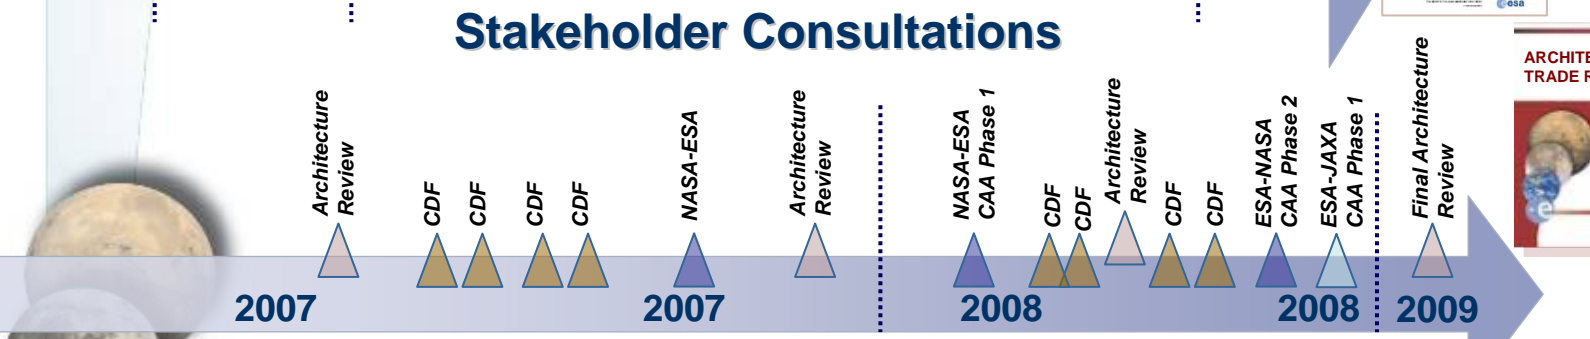 Stakeholder Consultations
esa
ARCHITE
TRADE R
Architecture
Review
CDF
CDF
CDF
CDF
NASA-ESA
Architecture
Review
NASA-ESA
CAA Phase 1
CDF
CDF
Architecture
Review
CDF
CDF
ESA-NASA
CAA Phase 2
ESA-JAXA
CAA Phase 1
Final Architecture
Review
2007
2007
2008
2008
2009